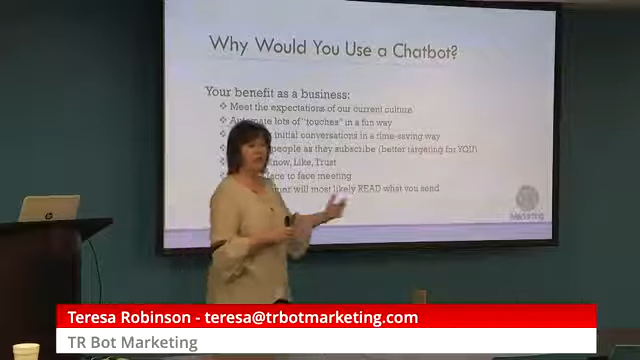 Why Would You Use a Chatbot?
Your benefit as a business:
Meet the expectations of our current culture
Automate lots of "touches" in a fun way
initial conversations in a time-saving way
people as they subscribe (better targeting for YOU!)
Know, Like, Trust
face to face meeting
will most likely READ what you send
Marketing
hp
Teresa Robinson - teresa@trbotmarketing.com
TR Bot Marketing